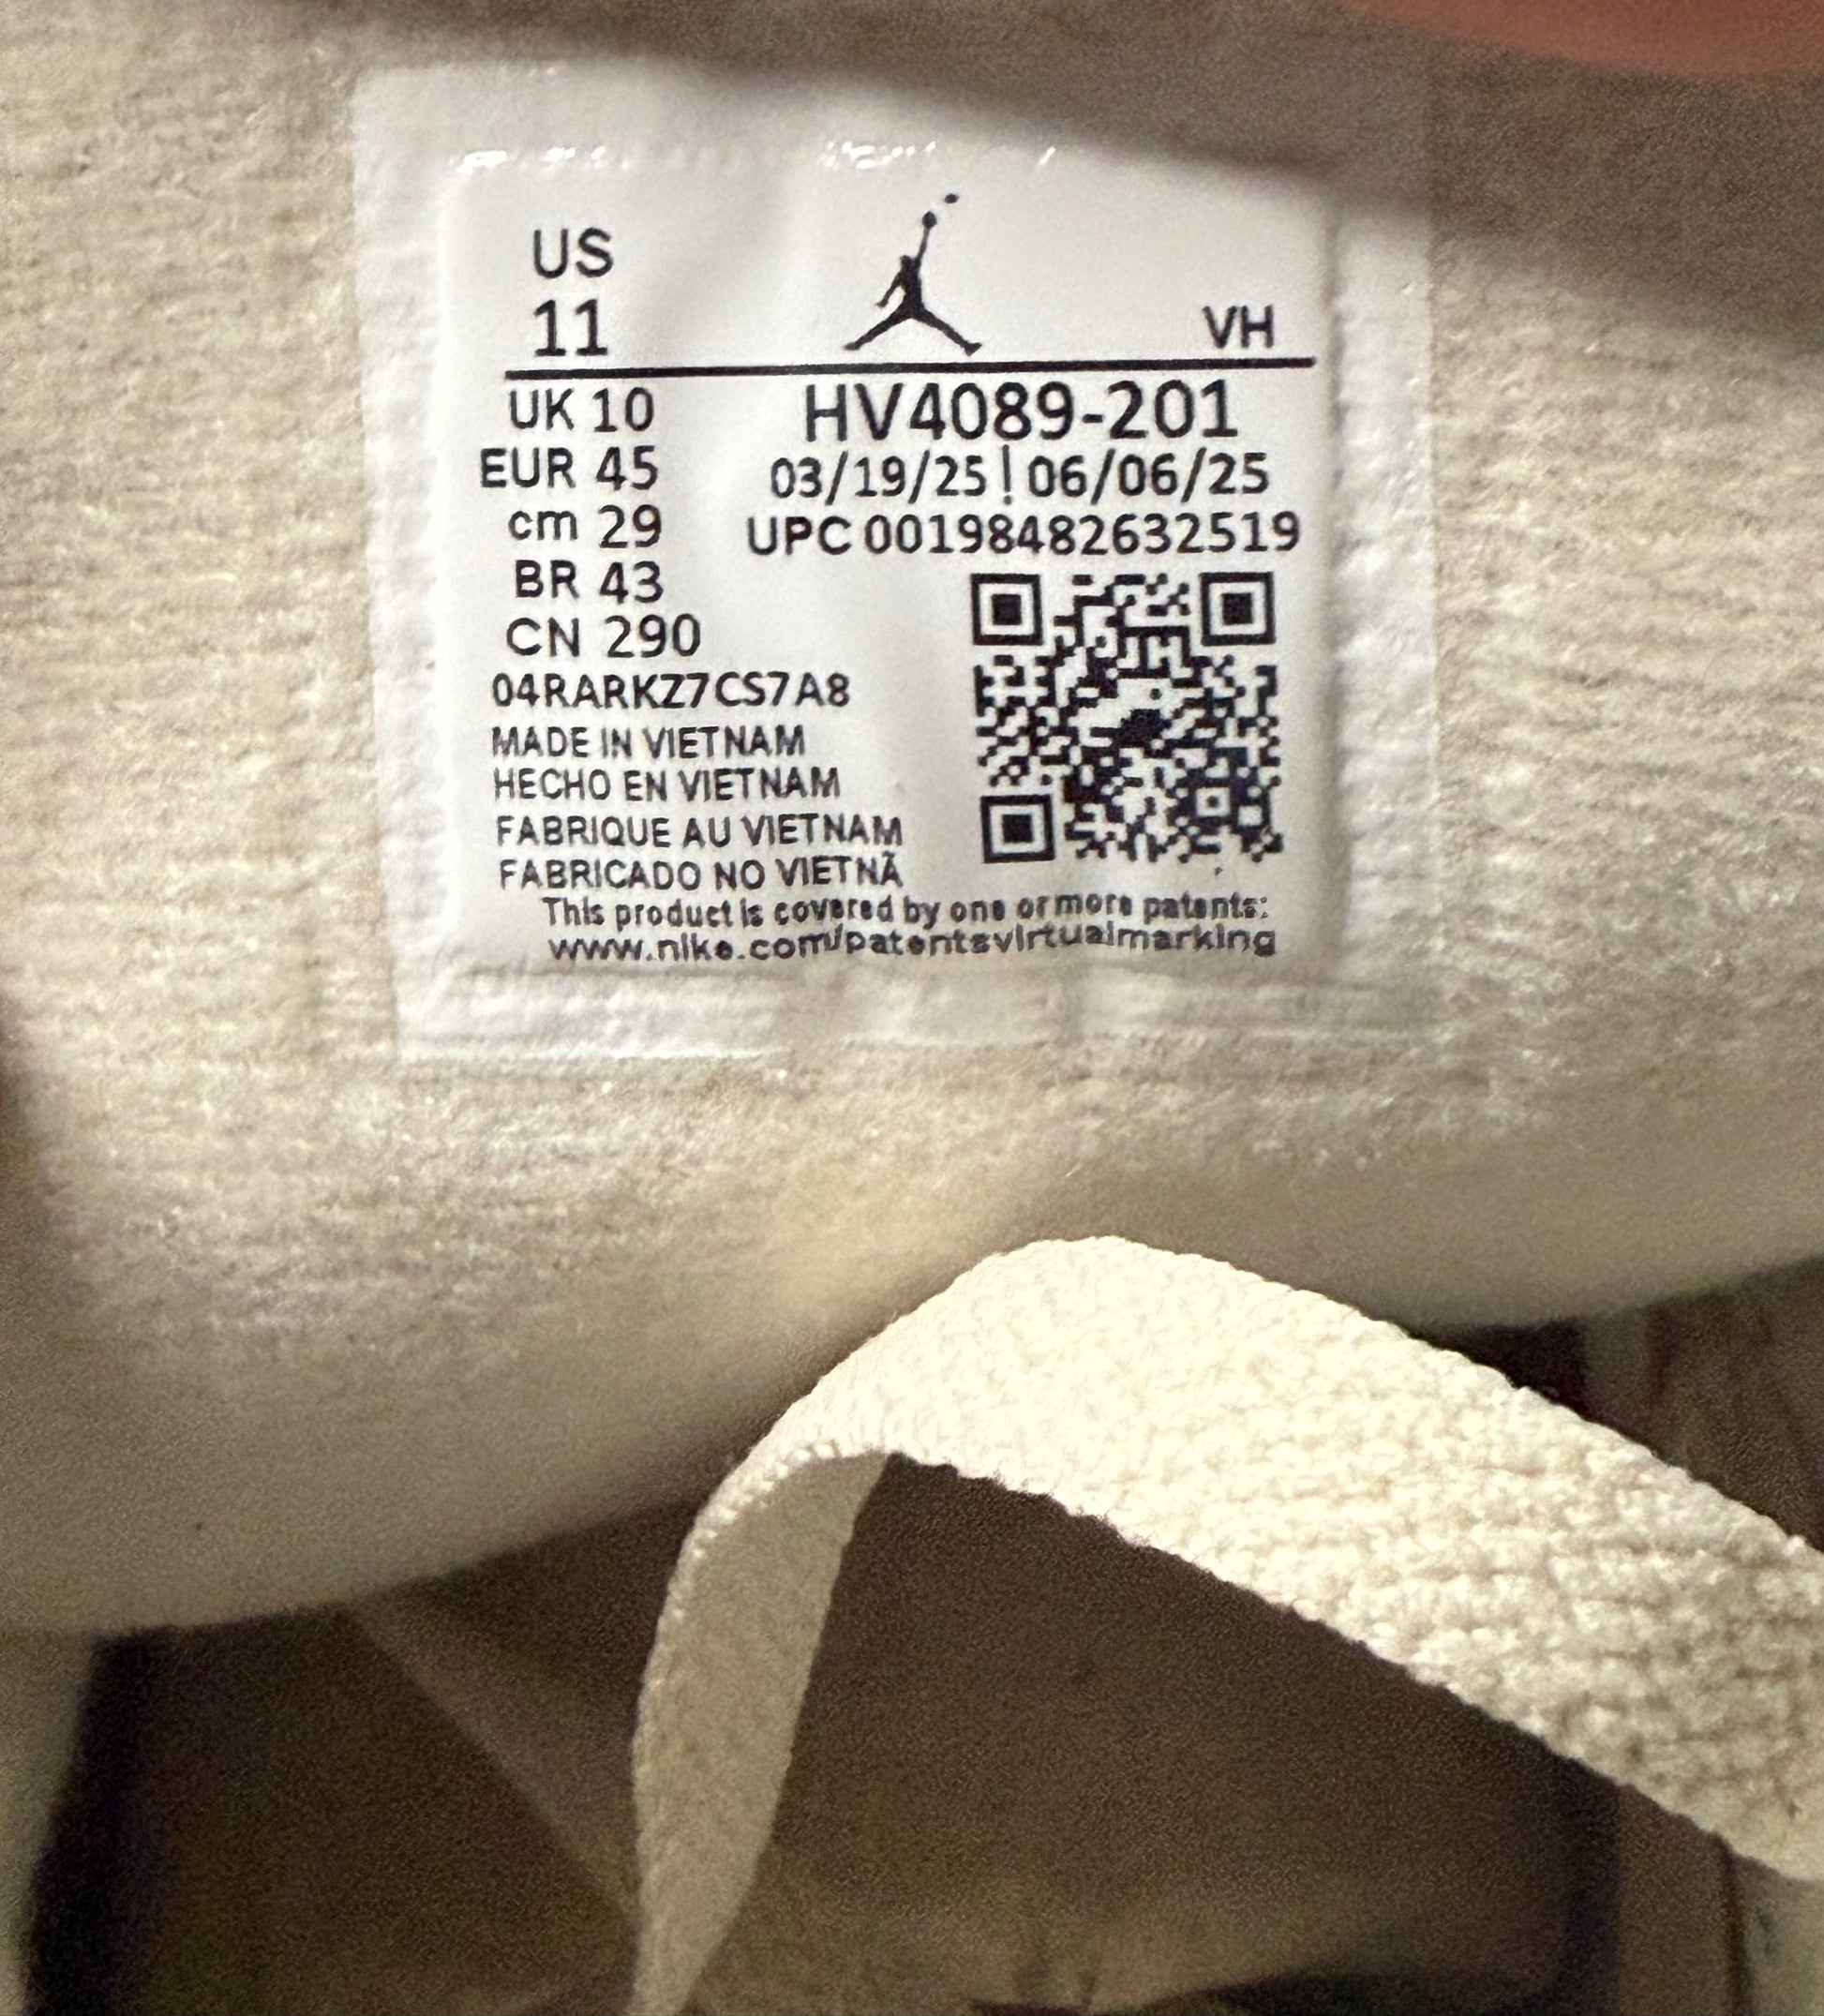 US
11
VH
UK 10
EUR 45
cm 29
BR 43
CN 290
HV4089-201
03/19/25 | 06/06/25
UPC 00198482632519
04RARKZ7CS7A8
MADE IN VIETNAM
HECHO EN VIETNAM
FABRIQUE AU VIETNAM
FABRICADO NO VIETNÃ
This product is covered by one or more patents:
www.nike.com/patentsvirtualmarking